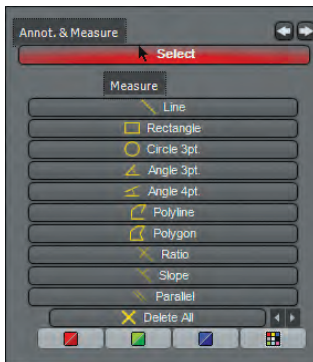 Annot. & Measure
Select
Measure
Line
Rectangle
Circle 3pt.
Angle 3pt.
Angle 4pt.
Polyline
Polygon
Ratio
Slope
Parallel
Delete All